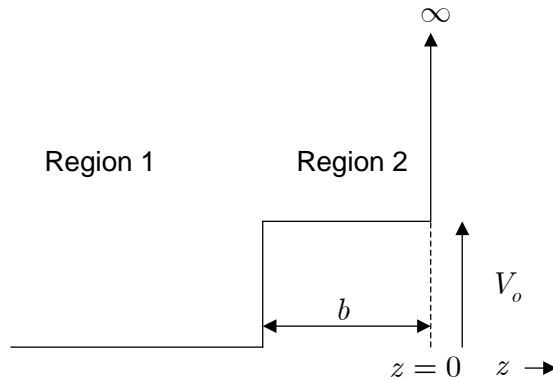 ∞
Region 1
Region 2
b
V_o
z = 0
z